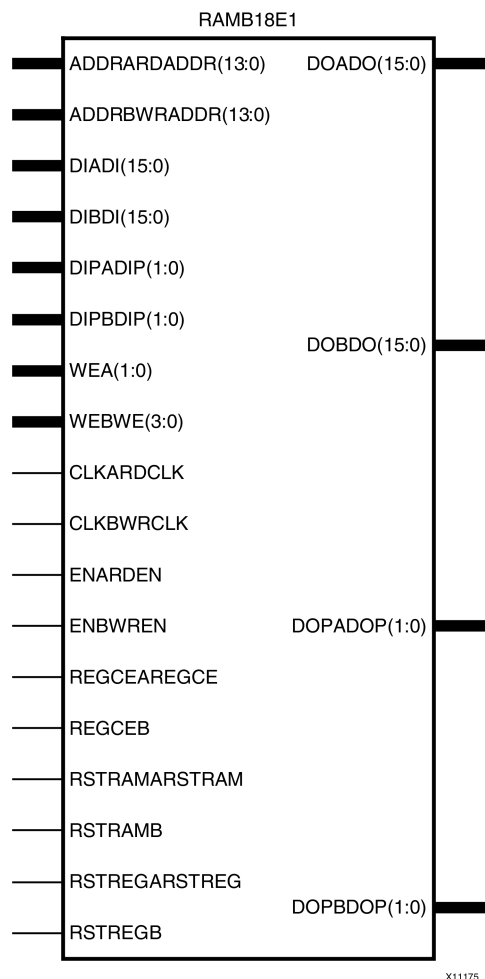 RAMB18E1
ADDRARDADDR(13:0)
DOADO(15:0)
ADDRBWRADDR(13:0)
DIADI(15:0)
DIBDI(15:0)
DIPADIP(1:0)
DIPBDIP(1:0)
DOBDO(15:0)
WEA(1:0)
WEBWE(3:0)
CLKARDCLK
CLKBWRCLK
ENARDEN
ENBWREN
DOPADOP(1:0)
REGCEAREGCE
REGCEB
RSTRAMARSTRAM
RSTRAMB
RSTREGARSTREG
DOPBDOP(1:0)
RSTREGB
X11175